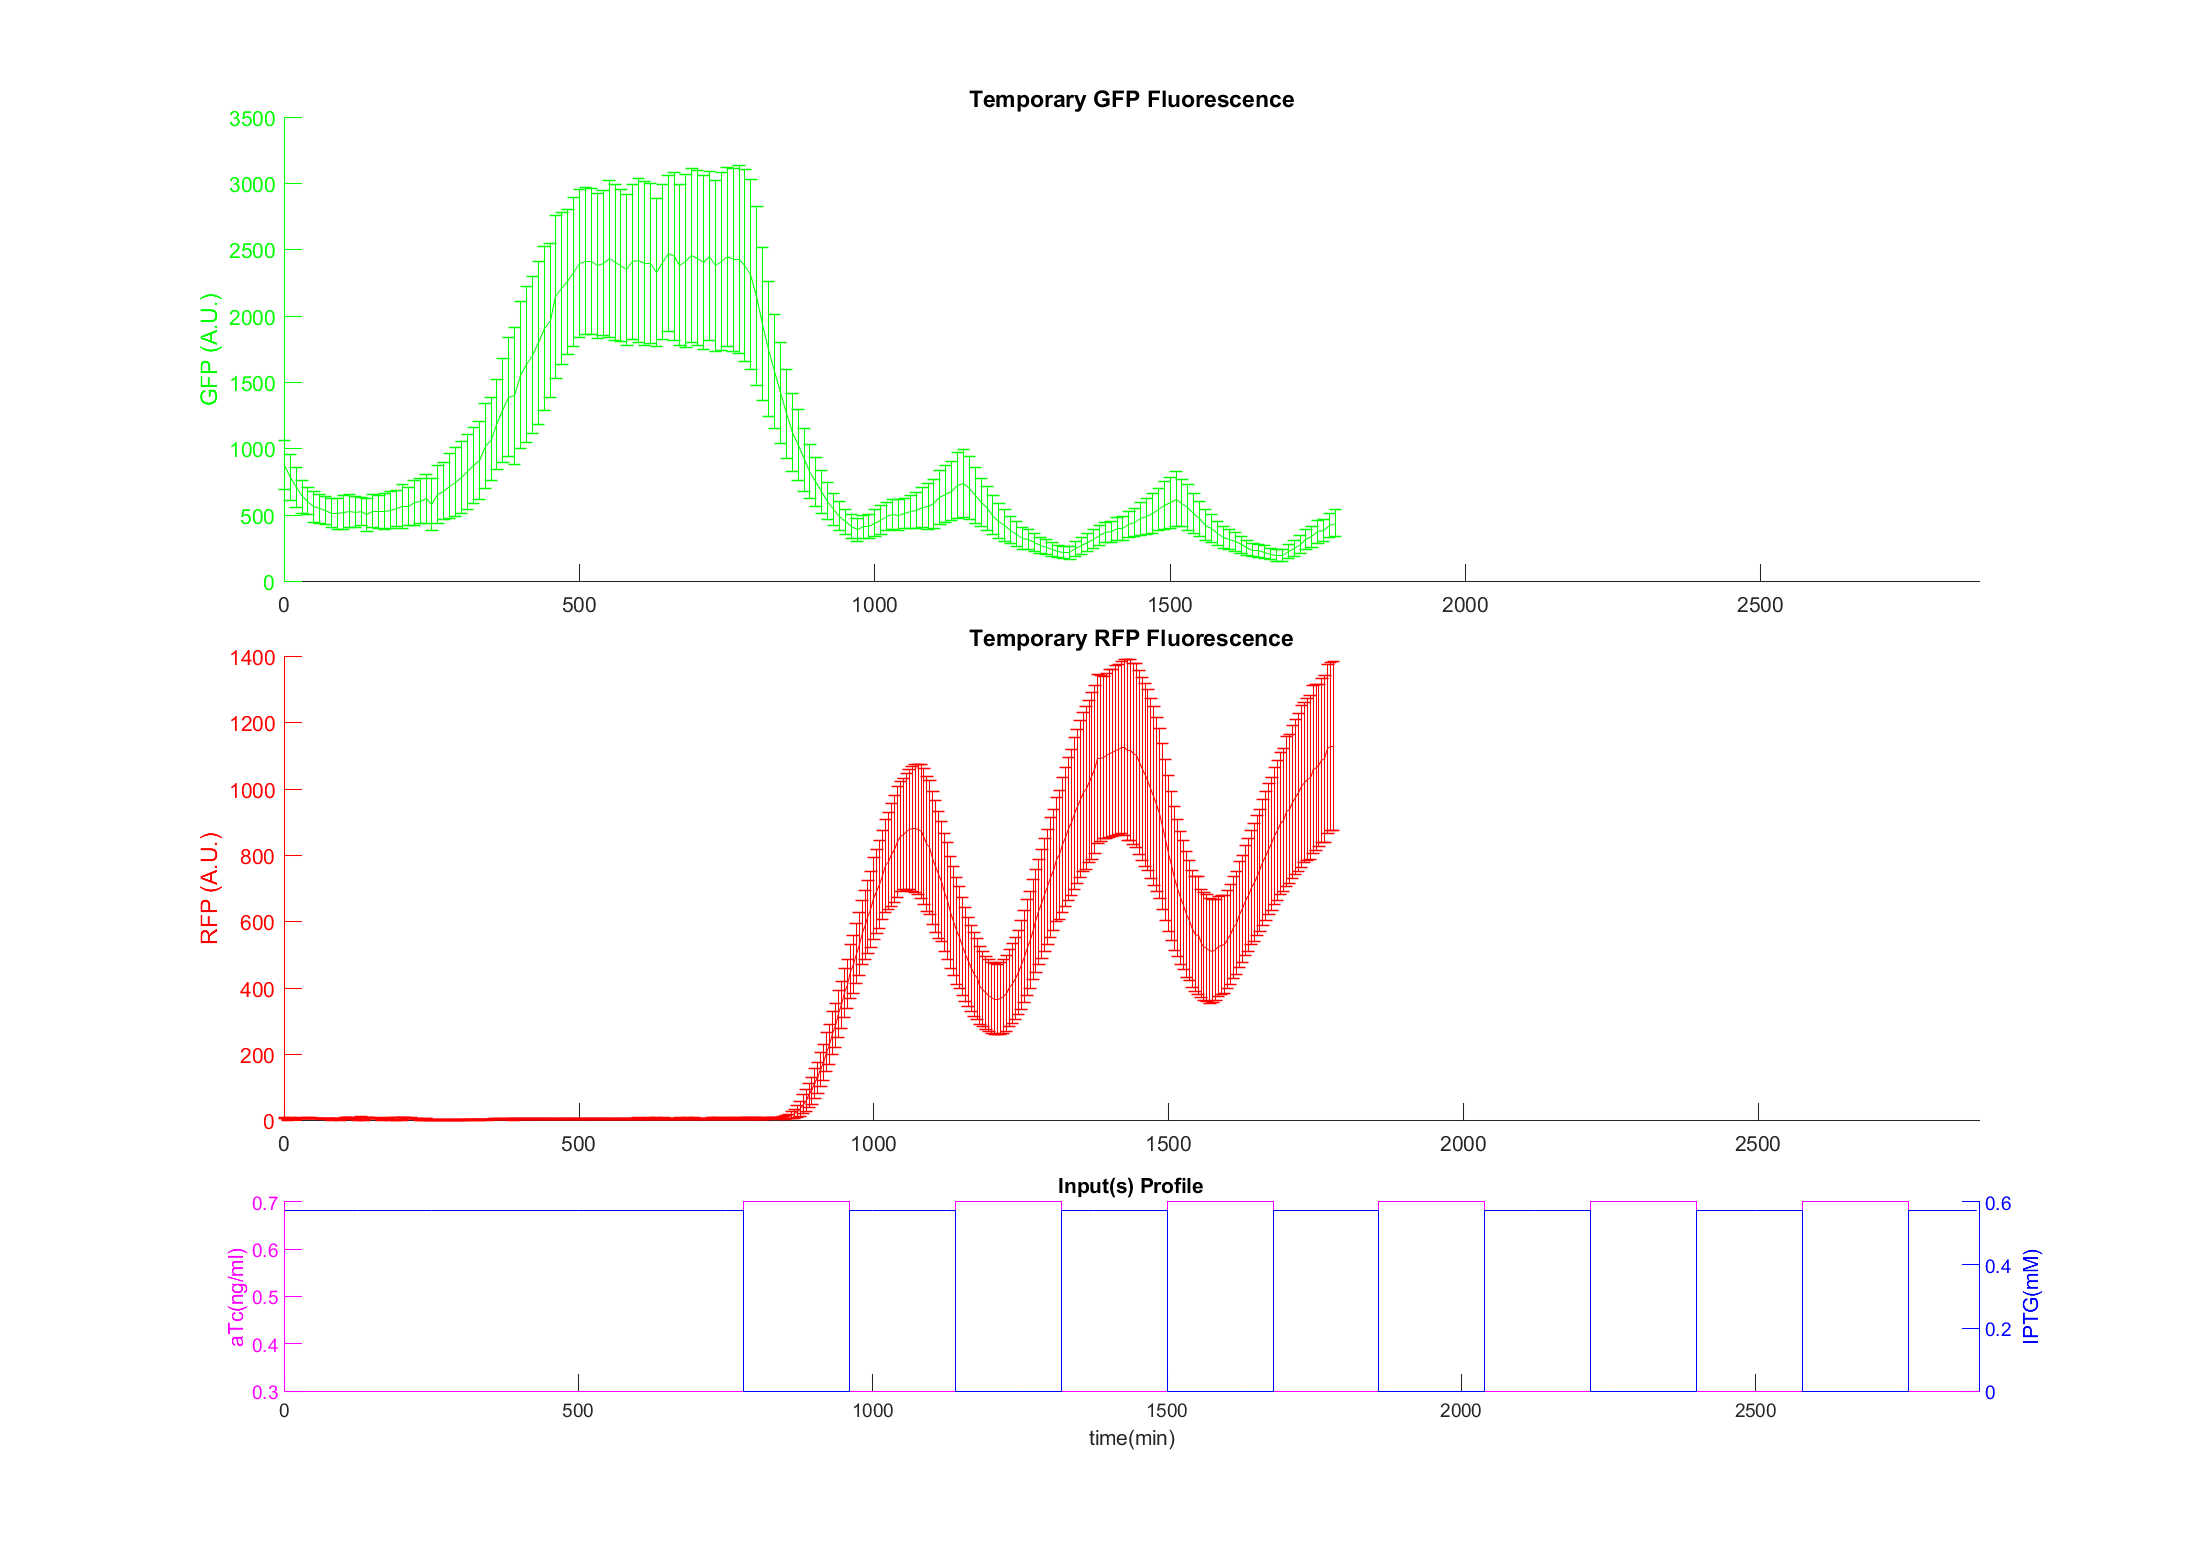 Temporary GFP Fluorescence
3500
3000
2500
2000
1500
1000
500
0
GFP (A.U.)
0 500 1000 1500 2000 2500
Temporary RFP Fluorescence
1400
1200
1000
800
600
400
200
0
RFP (A.U.)
0 500 1000 1500 2000 2500
Input(s) Profile
0.7
0.6
0.5
0.4
0.3
aTc(ng/ml)
0.6
0.4
0.2
0
IPTG(mM)
0 500 1000 1500 2000 2500
time(min)